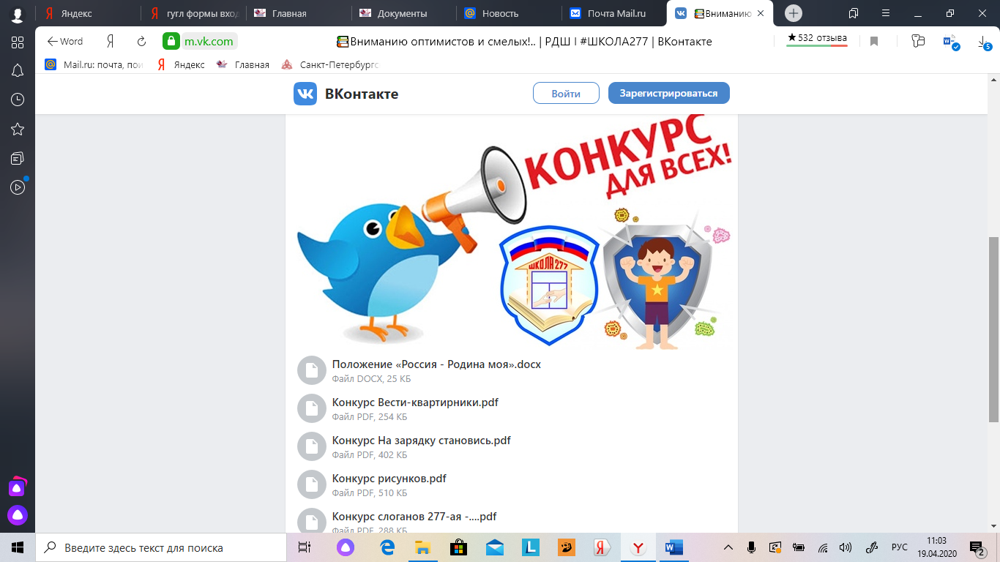 Яндекс
гугл формы вход
Главная
Документы
Новость
Почта Mail.ru
Вниманию
Word
m.vk.com
Вниманию оптимистов и смелых!.. | РДШ | #ШКОЛА277 | ВКонтакте
★532 отзыва
5
Mail.ru: почта, пои
Яндекс
Главная
Санкт-Петербургс
ВКонтакте
Войти
Зарегистрироваться
КОНКУРС
ДЛЯ ВСЕХ!
ШКОЛА 277
Положение «Россия - Родина моя».docx
Файл DOCX, 25 КБ
Конкурс Вести-квартирники.pdf
Файл PDF, 254 КБ
Конкурс На зарядку становись.pdf
Файл PDF, 402 КБ
Конкурс рисунков.pdf
Файл PDF, 510 КБ
Конкурс слоганов 277-ая -....pdf
Файл PDF, 288 КБ
Введите здесь текст для поиска
РУС
11:03
19.04.2020
2